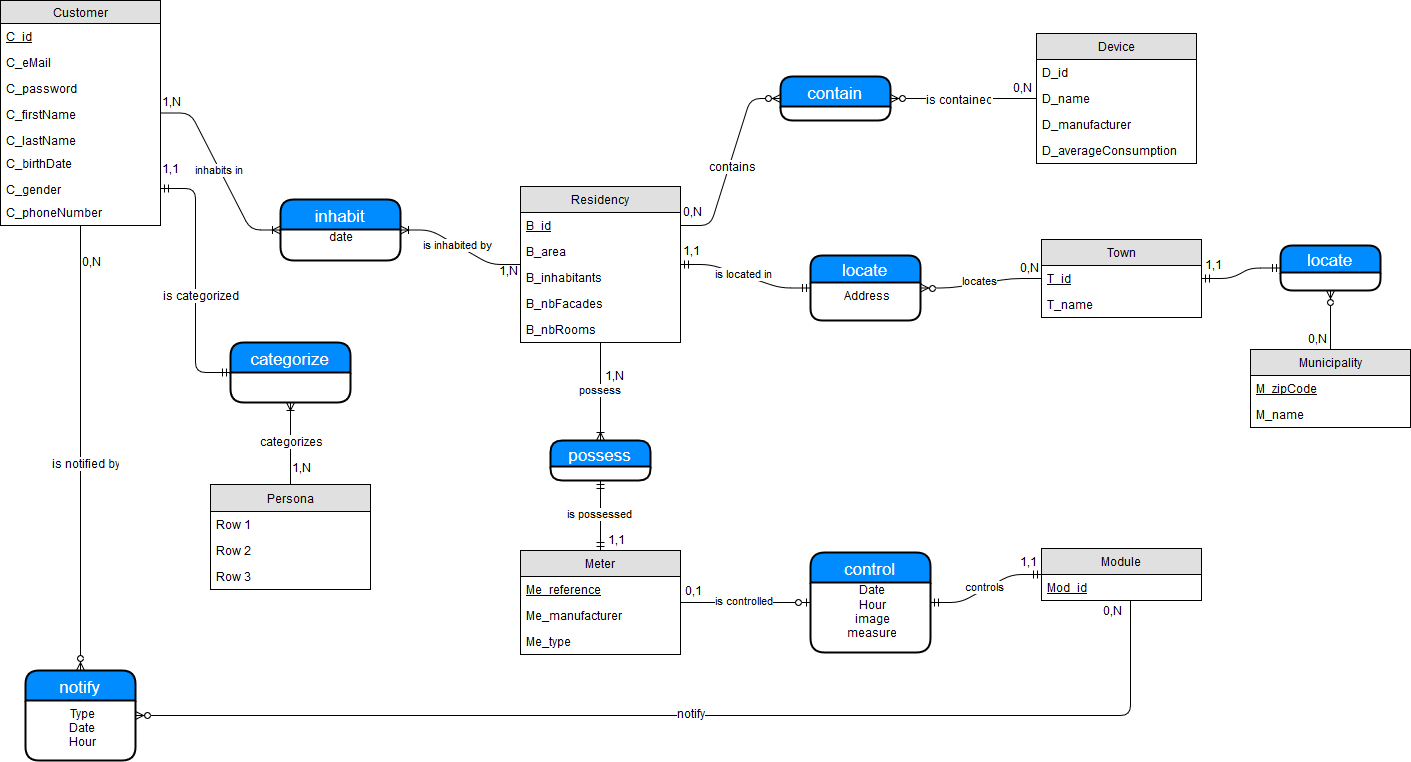 Customer
C_id
C_eMail
C_password
C_firstName
C_lastName
C_birthDate
C_gender
C_phoneNumber
1,N
inhabits in
1,1
is categorized
0,N
is notified by
inhabit
date
is inhabited by
1,N
categorize
categorizes
1,N
Persona
Row 1
Row 2
Row 3
Residency
B_id
B_area
B_inhabitants
B_nbFacades
B_nbRooms
0,N
contains
contain
is contained
0,N
Device
D_id
D_name
D_manufacturer
D_averageConsumption
1,1
is located in
locate
Address
locates
0,N
Town
T_id
T_name
1,1
locate
0,N
Municipality
M_zipCode
M_name
1,N
possess
possess
is possessed
1,1
Meter
Me_reference
Me_manufacturer
Me_type
0,1
is controlled
control
Date
Hour
image
measure
controls
1,1
Module
Mod_id
0,N
notify
notify
Type
Date
Hour